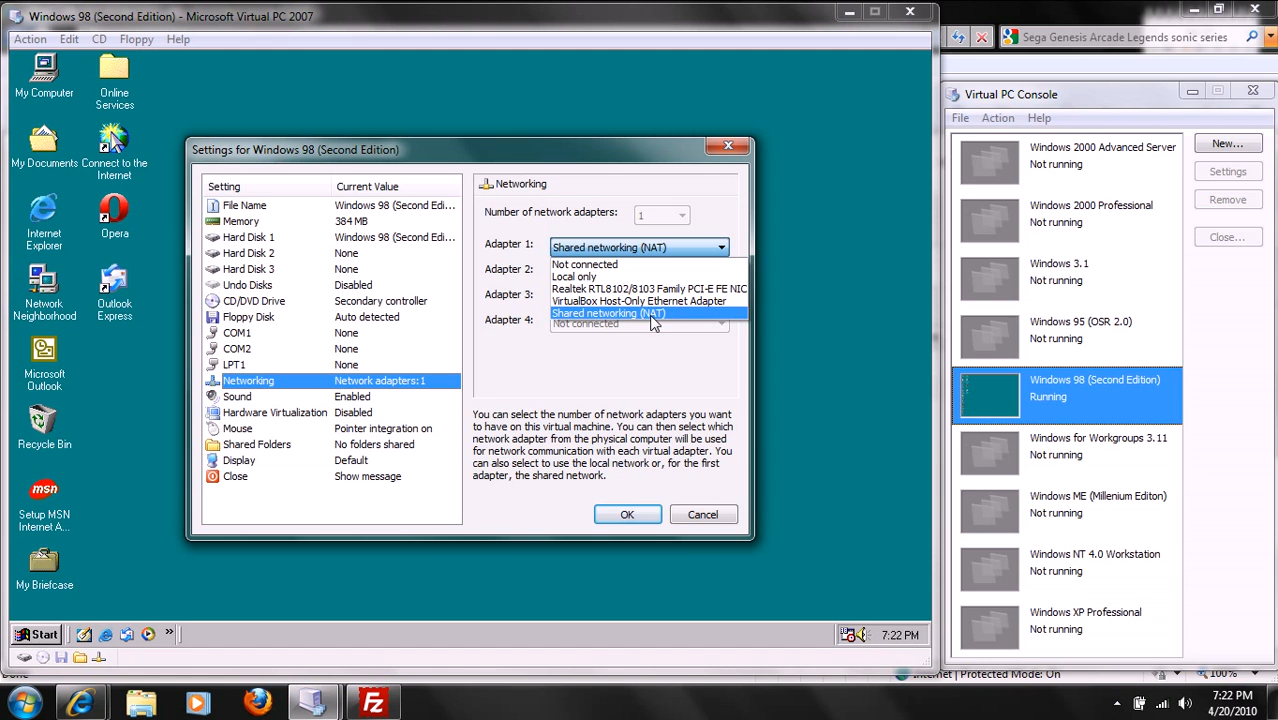 Windows 98 (Second Edition) - Microsoft Virtual PC 2007
Action Edit CD Floppy Help
My Computer
Online Services
My Documents
Connect to the Internet
Internet Explorer
Opera
Network Neighborhood
Outlook Express
Microsoft Outlook
Recycle Bin
msn
Setup MSN Internet A...
My Briefcase
Start
»
7:22 PM
Settings for Windows 98 (Second Edition)
Setting Current Value
File Name Windows 98 (Second Edi...
Memory 384 MB
Hard Disk 1 Windows 98 (Second Edi...
Hard Disk 2 None
Hard Disk 3 None
Undo Disks Disabled
CD/DVD Drive Secondary controller
Floppy Disk Auto detected
COM1 None
COM2 None
LPT1 None
Networking Network adapters:1
Sound Enabled
Hardware Virtualization Disabled
Mouse Pointer integration on
Shared Folders No folders shared
Display Default
Close Show message
Networking
Number of network adapters: 1
Adapter 1: Shared networking (NAT)
Not connected
Adapter 2:
Local only
Realtek RTL8102/8103 Family PCI-E FE NIC
Adapter 3:
VirtualBox Host-Only Ethernet Adapter
Shared networking (NAT)
Adapter 4: Not connected
You can select the number of network adapters you want
to have on this virtual machine. You can then select which
network adapter from the physical computer will be used
for network communication with each virtual adapter. You
can also select to use the local network or, for the first
adapter, the shared network.
OK Cancel
Sega Genesis Arcade Legends sonic series
Virtual PC Console
File Action Help
Windows 2000 Advanced Server
Not running
Windows 2000 Professional
Not running
Windows 3.1
Not running
Windows 95 (OSR 2.0)
Not running
Windows 98 (Second Edition)
Running
Windows for Workgroups 3.11
Not running
Windows ME (Millenium Editon)
Not running
Windows NT 4.0 Workstation
Not running
Windows XP Professional
Not running
New...
Settings
Remove
Close...
Done
Internet | Protected Mode: On
100%
Fz
7:22 PM
4/20/2010